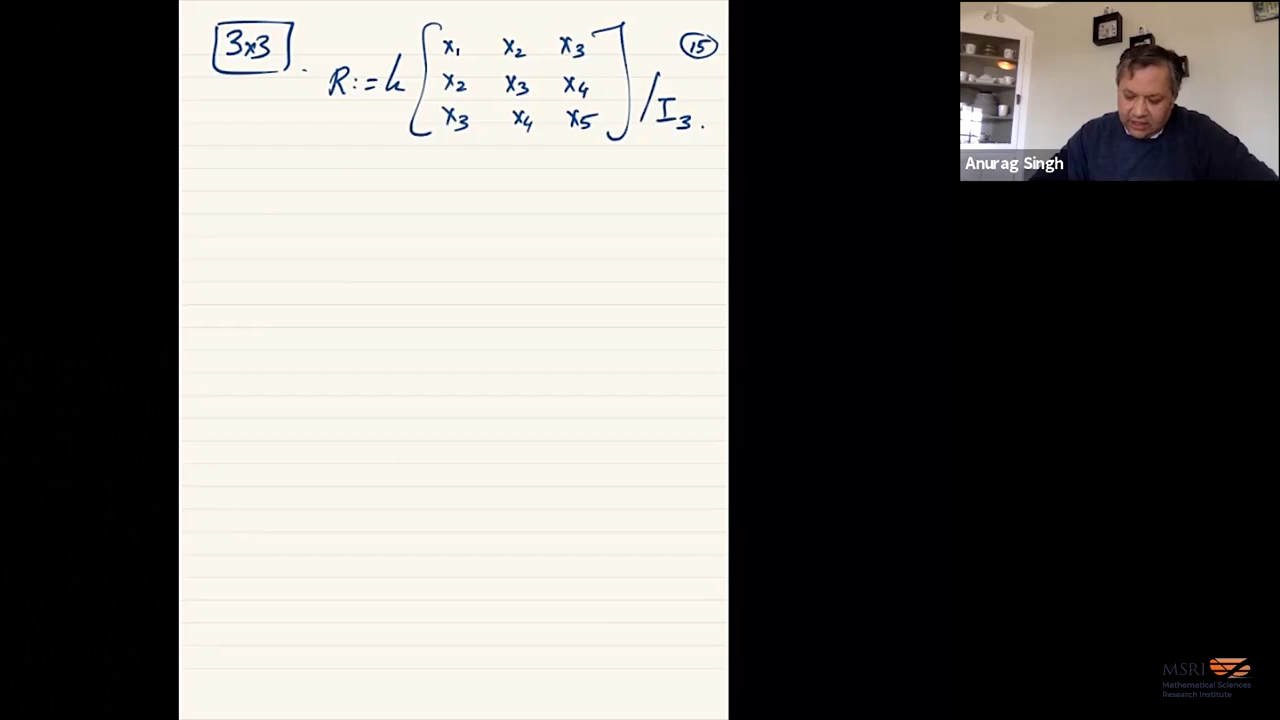 3x3 R:=k [ x₁ x₂ x₃ ] ⑮
[ x₂ x₃ x₄ ] / I₃.
[ x₃ x₄ x₅ ]
Anurag Singh
MSRI
Mathematical Sciences
Research Institute